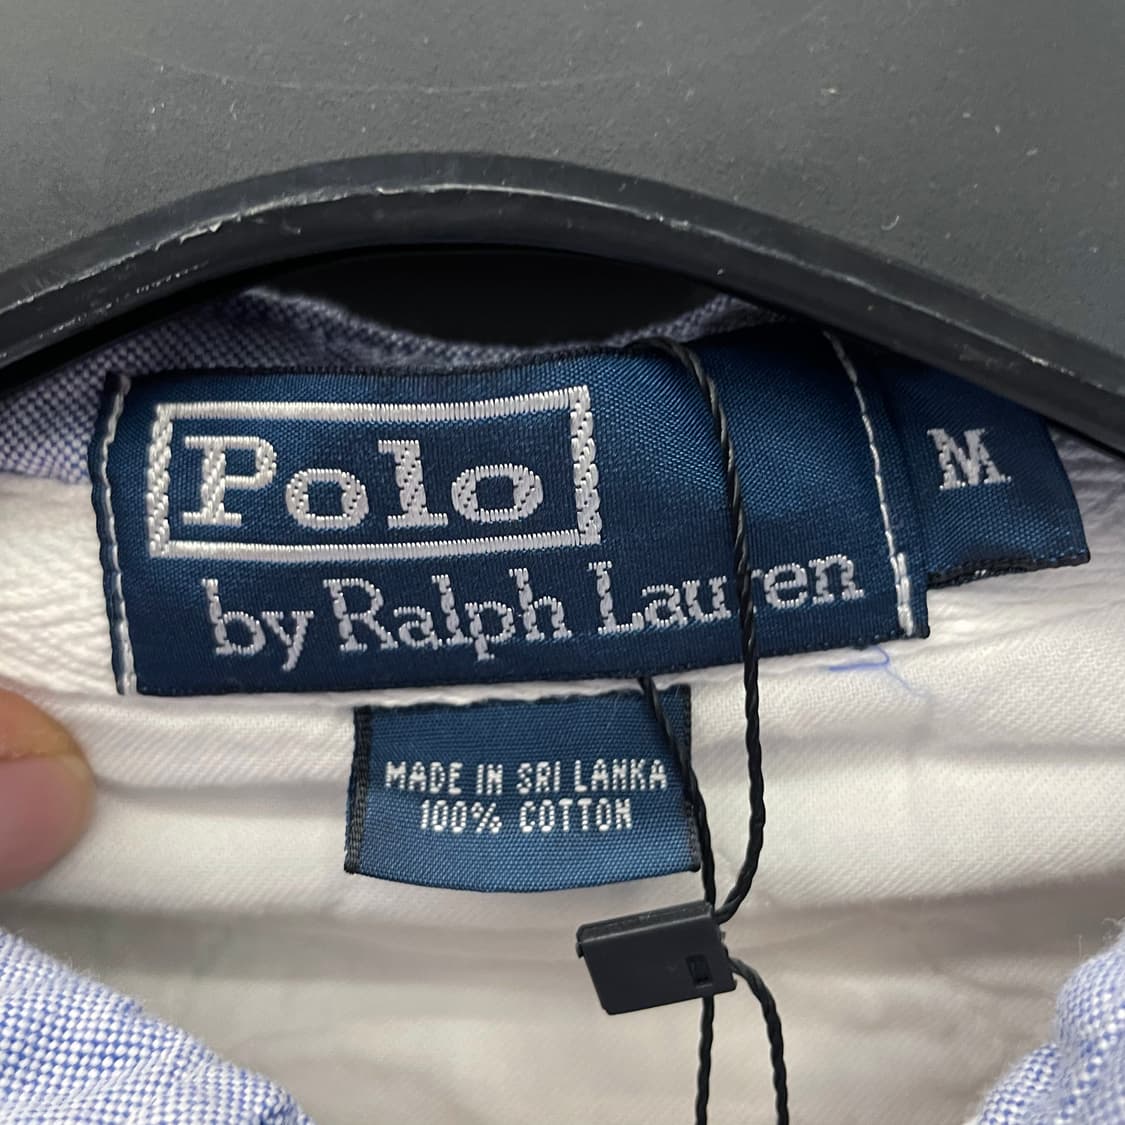 Polo
by Ralph Lauren
M
MADE IN SRI LANKA
100% COTTON